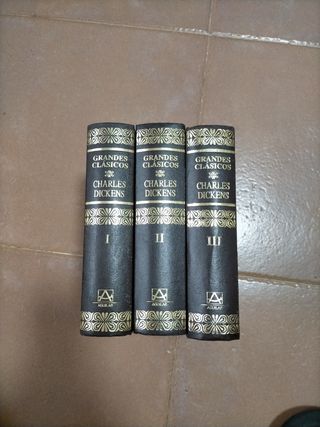 GRANDES
CLÁSICOS
CHARLES
DICKENS
I
AGUILAR
GRANDES
CLÁSICOS
CHARLES
DICKENS
II
AGUILAR
GRANDES
CLÁSICOS
CHARLES
DICKENS
III
AGUILAR